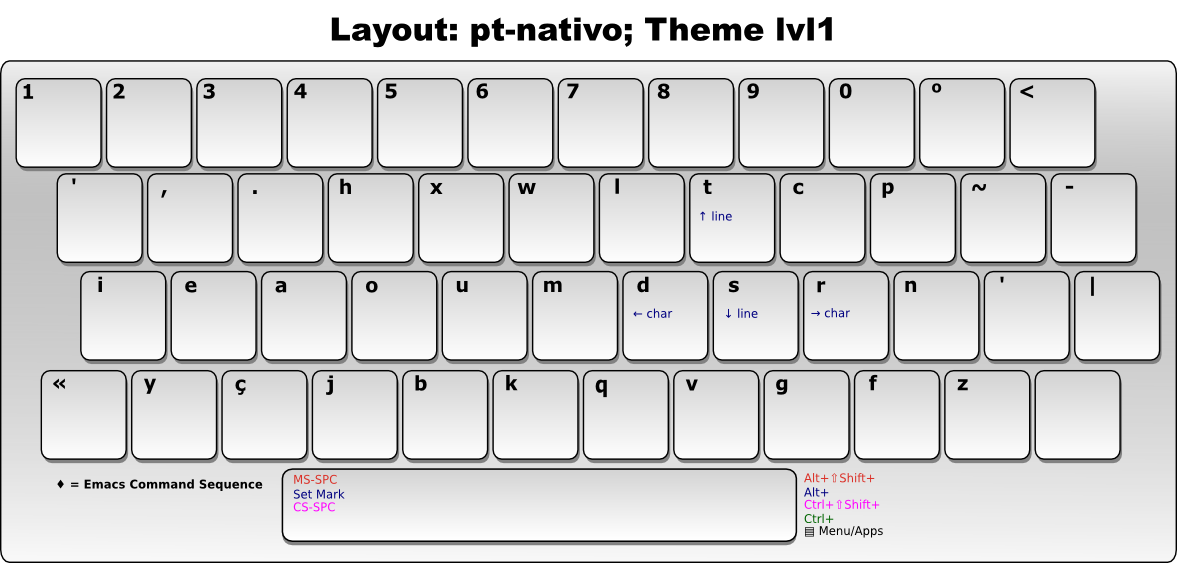 Layout: pt-nativo; Theme lvl1
1 2 3 4 5 6 7 8 9 0 º <
' , . h x w l t c p ~ -
↑ line
i e a o u m d s r n ' |
← char ↓ line → char
« y ç j b k q v g f z
♦ = Emacs Command Sequence
MS-SPC
Set Mark
CS-SPC
Alt+⇧Shift+
Alt+
Ctrl+⇧Shift+
Ctrl+
▤ Menu/Apps